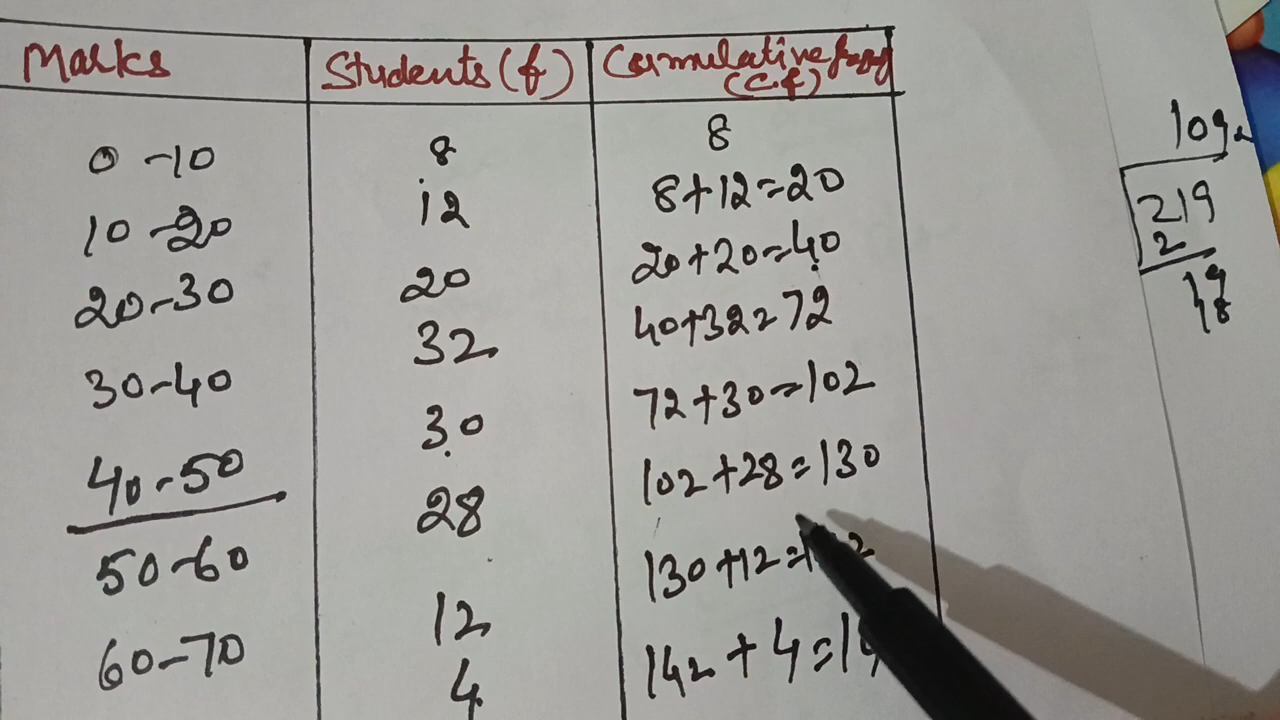 Marks Students (f) Cumulative
(C.f)
0-10 8 8
10-20 12 8+12=20
20-30 20 20+20=40
30-40 32 40+32=72
40-50 30 72+30=102
50-60 28 102+28=130
60-70 12 130+12=
4 142+4=
109
219
2
19
18